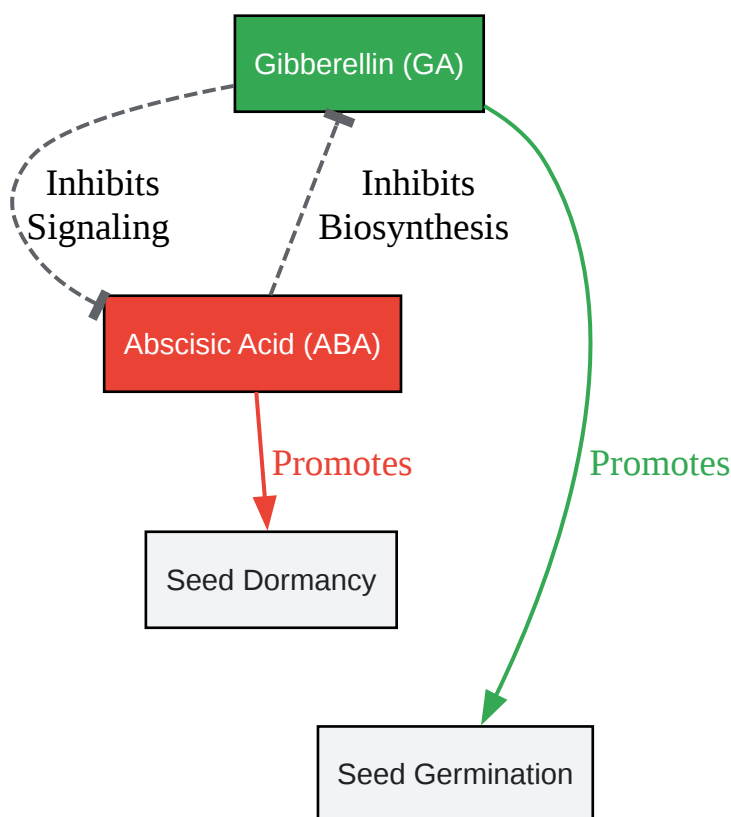 Gibberellin (GA)
Inhibits
Signaling
Inhibits
Biosynthesis
Abscisic Acid (ABA)
Promotes
Promotes
Seed Dormancy
Seed Germination